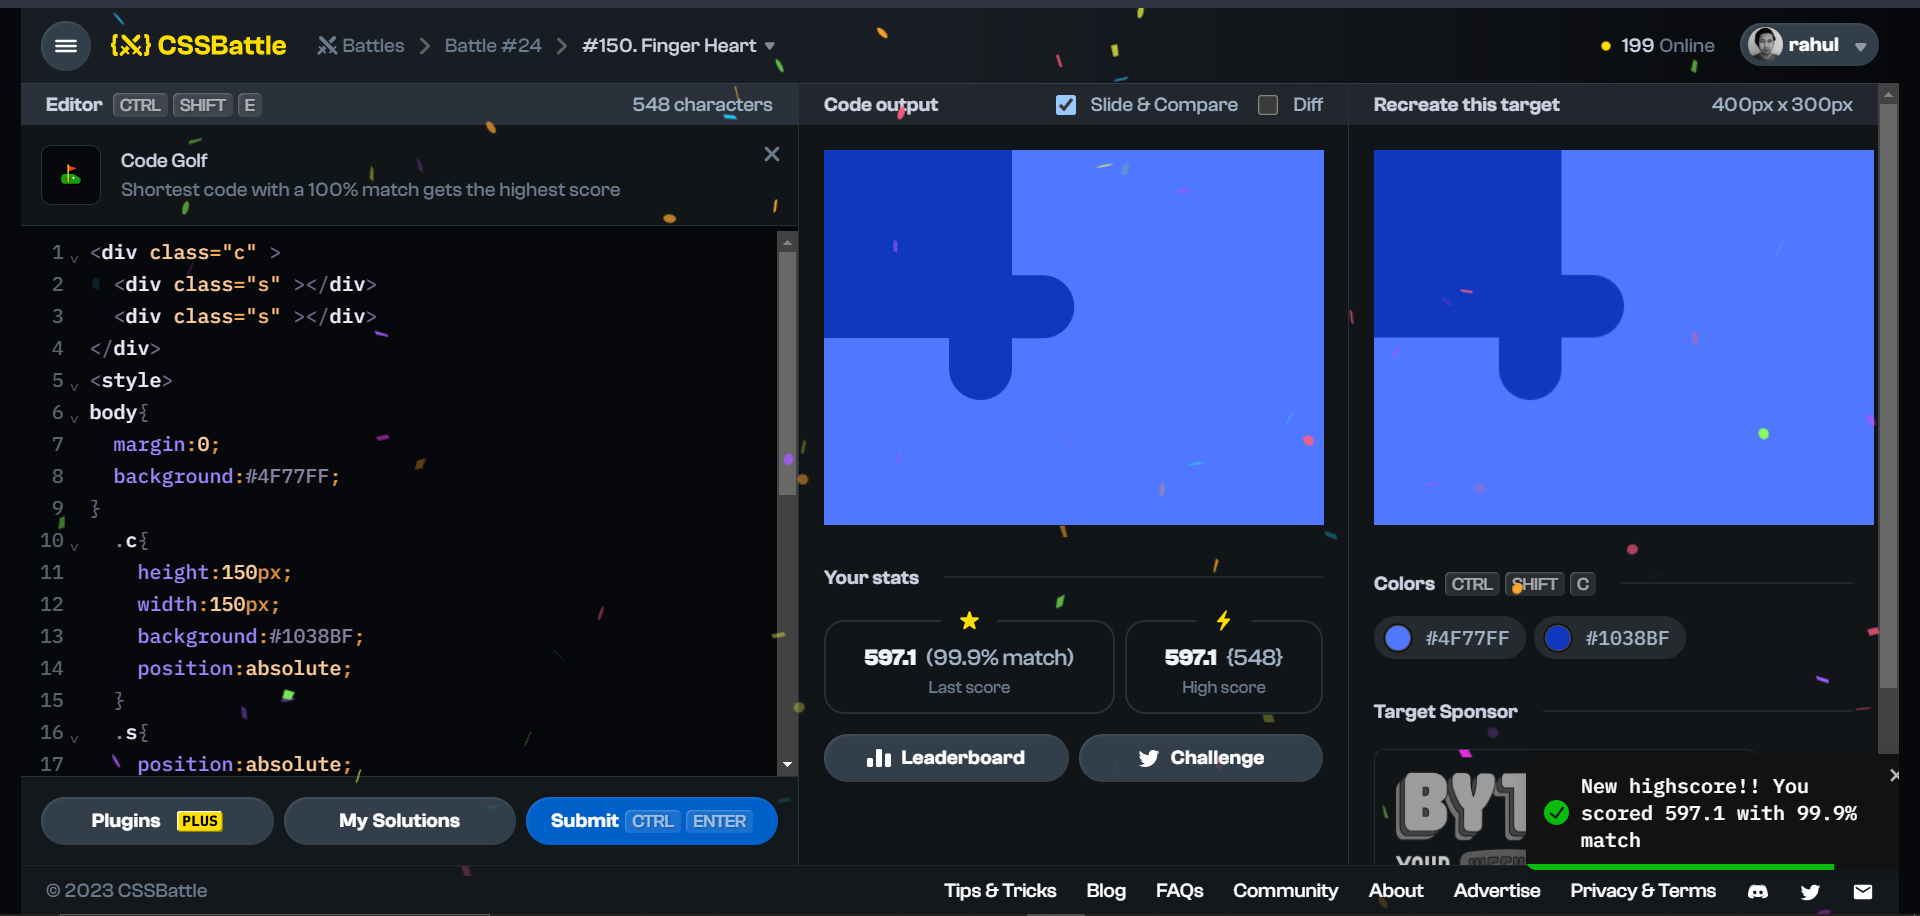 {X} CSSBattle
Battles
Battle #24
#150. Finger Heart
199 Online
rahul
Editor CTRL SHIFT E
548 characters
Code output
Slide & Compare
Diff
Recreate this target
400px x 300px
Code Golf
Shortest code with a 100% match gets the highest score
1 <div class="c" >
2 <div class="s" ></div>
3 <div class="s" ></div>
4 </div>
5 <style>
6 body{
7 margin:0;
8 background:#4F77FF;
9 }
10 .c{
11 height:150px;
12 width:150px;
13 background:#1038BF;
14 position:absolute;
15 }
16 .s{
17 position:absolute;
Your stats
597.1 (99.9% match)
Last score
597.1 {548}
High score
Leaderboard
Challenge
Colors CTRL SHIFT C
#4F77FF
#1038BF
Target Sponsor
BYT
YOUR
New highscore!! You
scored 597.1 with 99.9%
match
Plugins PLUS
My Solutions
Submit CTRL ENTER
© 2023 CSSBattle
Tips & Tricks
Blog
FAQs
Community
About
Advertise
Privacy & Terms